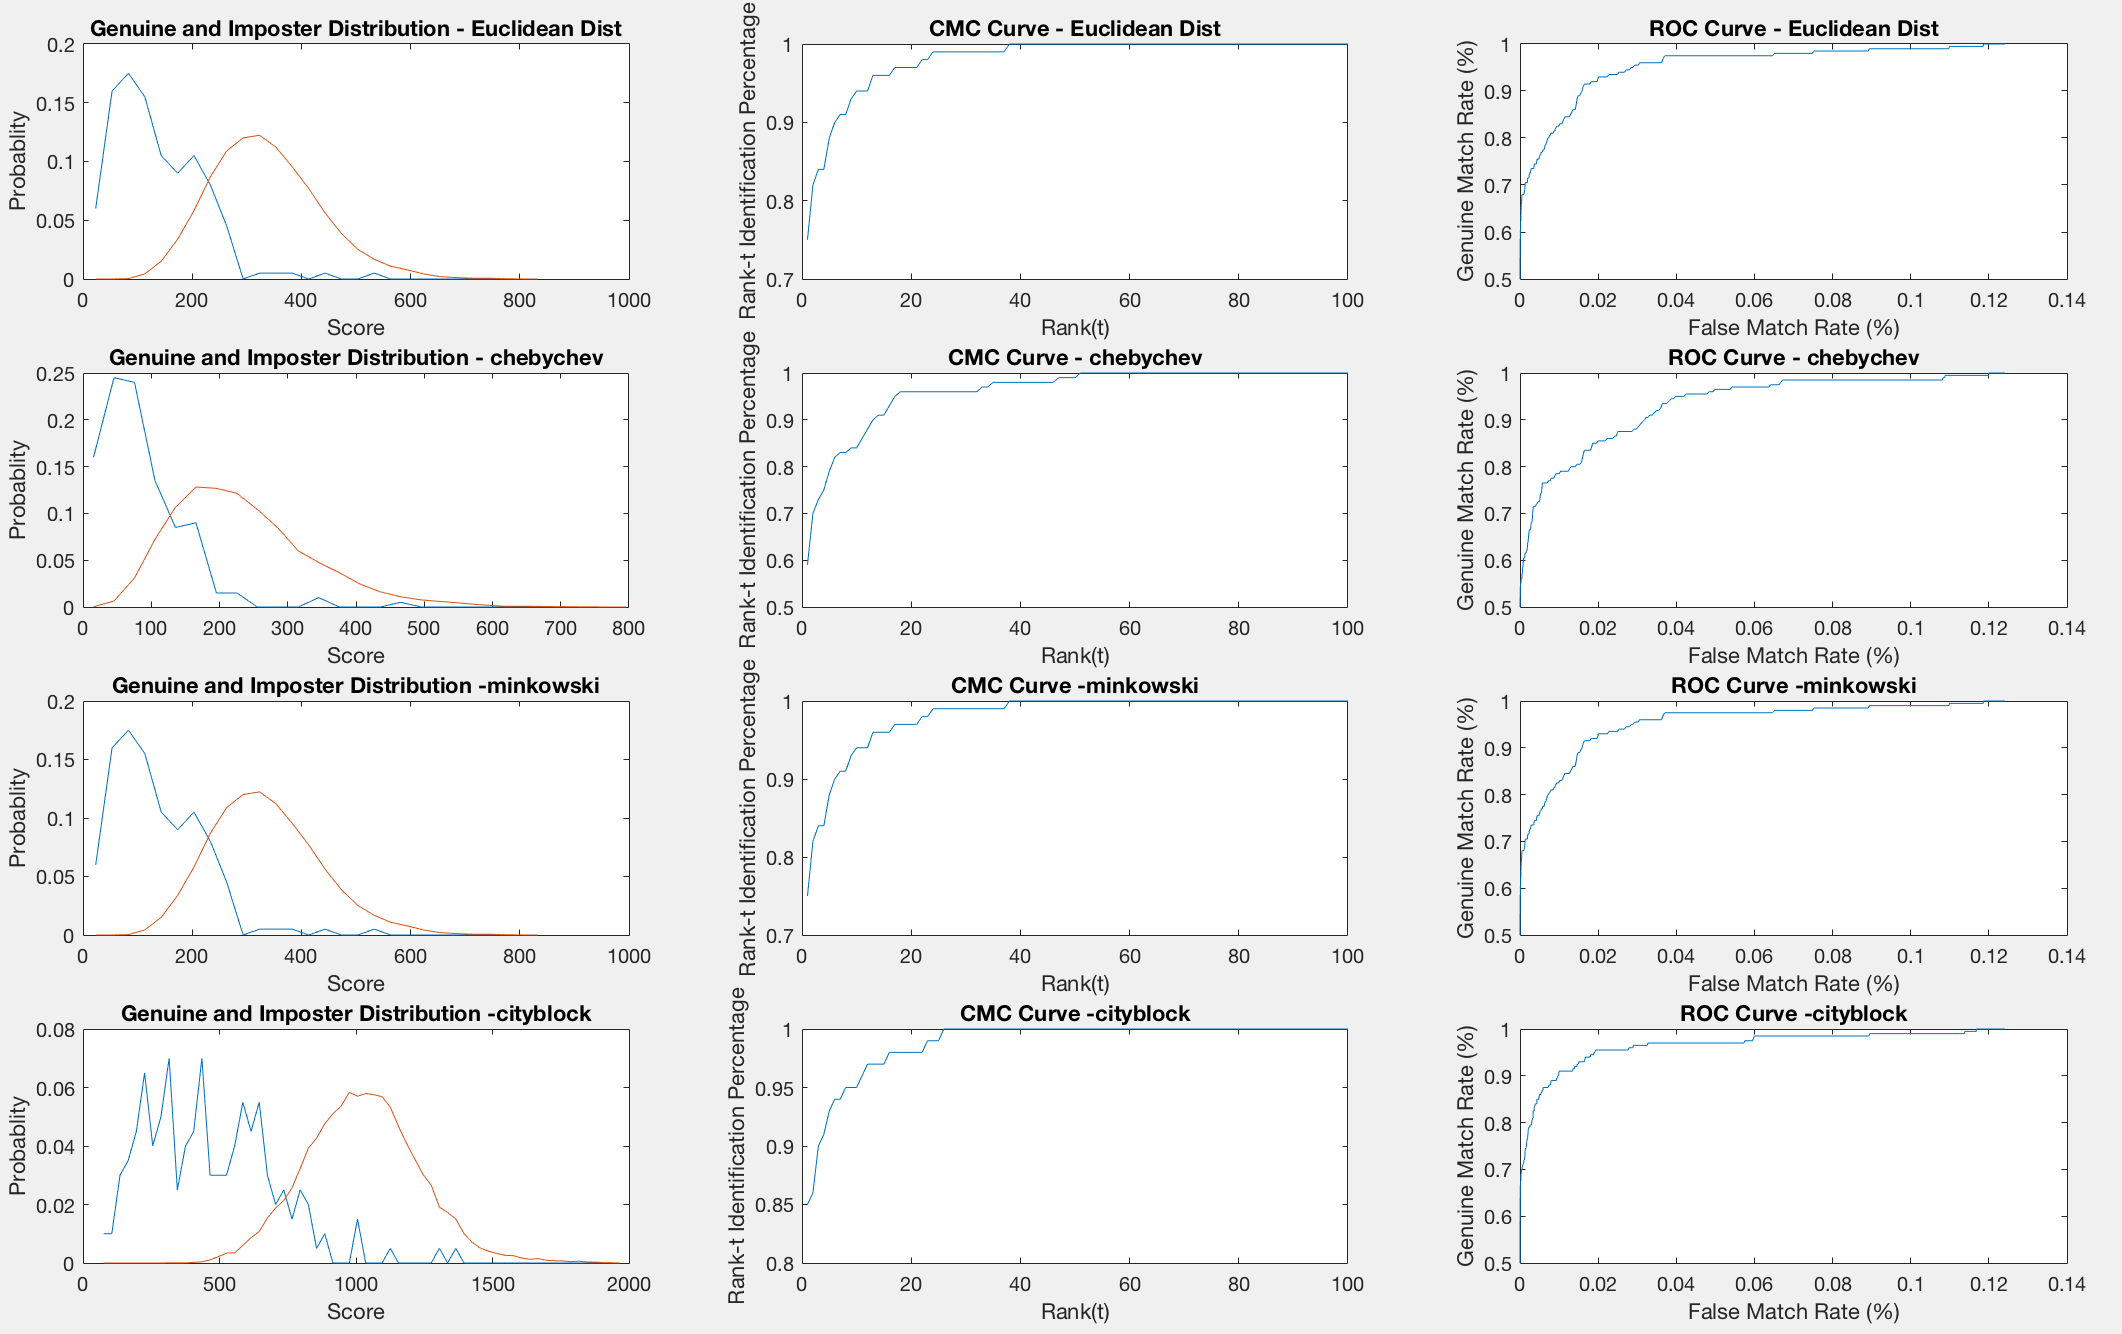 Genuine and Imposter Distribution - Euclidean Dist
0.2
0.15
0.1
0.05
0
Probablity
0 200 400 600 800 1000
Score
CMC Curve - Euclidean Dist
1
0.9
0.8
0.7
Rank-t Identification Percentage
0 20 40 60 80 100
Rank(t)
ROC Curve - Euclidean Dist
1
0.9
0.8
0.7
0.6
0.5
Genuine Match Rate (%)
0 0.02 0.04 0.06 0.08 0.1 0.12 0.14
False Match Rate (%)
Genuine and Imposter Distribution - chebychev
0.25
0.2
0.15
0.1
0.05
0
Probablity
0 100 200 300 400 500 600 700 800
Score
CMC Curve - chebychev
1
0.9
0.8
0.7
0.6
0.5
Rank-t Identification Percentage
0 20 40 60 80 100
Rank(t)
ROC Curve - chebychev
1
0.9
0.8
0.7
0.6
0.5
Genuine Match Rate (%)
0 0.02 0.04 0.06 0.08 0.1 0.12 0.14
False Match Rate (%)
Genuine and Imposter Distribution -minkowski
0.2
0.15
0.1
0.05
0
Probablity
0 200 400 600 800 1000
Score
CMC Curve -minkowski
1
0.9
0.8
0.7
Rank-t Identification Percentage
0 20 40 60 80 100
Rank(t)
ROC Curve -minkowski
1
0.9
0.8
0.7
0.6
0.5
Genuine Match Rate (%)
0 0.02 0.04 0.06 0.08 0.1 0.12 0.14
False Match Rate (%)
Genuine and Imposter Distribution -cityblock
0.08
0.06
0.04
0.02
0
Probablity
0 500 1000 1500 2000
Score
CMC Curve -cityblock
1
0.95
0.9
0.85
0.8
Rank-t Identification Percentage
0 20 40 60 80 100
Rank(t)
ROC Curve -cityblock
1
0.9
0.8
0.7
0.6
0.5
Genuine Match Rate (%)
0 0.02 0.04 0.06 0.08 0.1 0.12 0.14
False Match Rate (%)